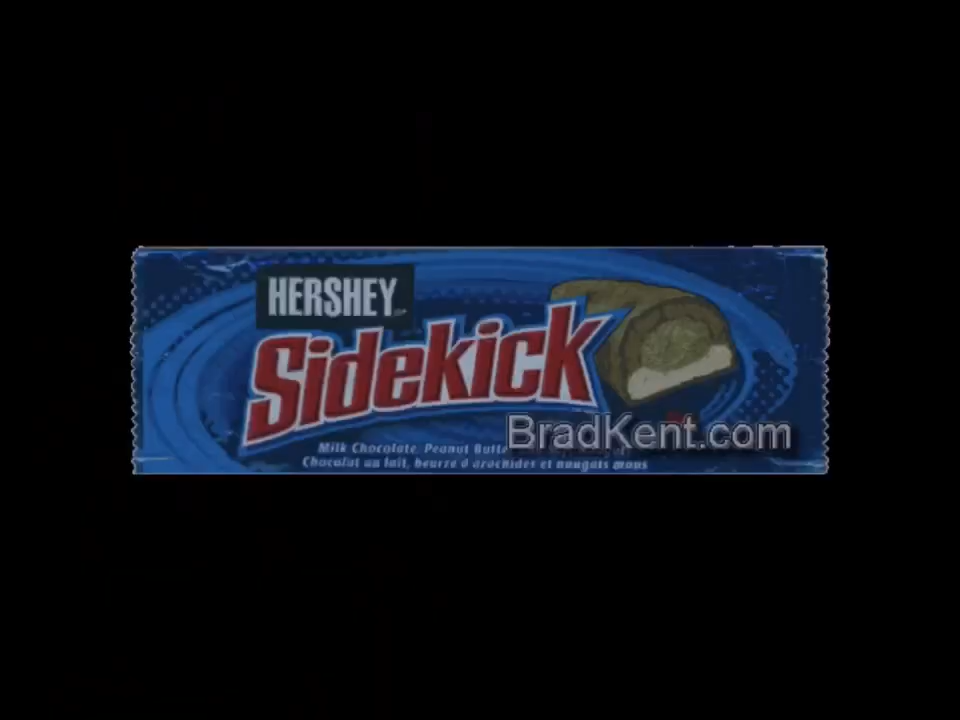 HERSHEY
Sidekick
Milk Chocolate, Peanut Butte
BradKent.com
Chocolat au lait, beurre d'arachides et nougats mous